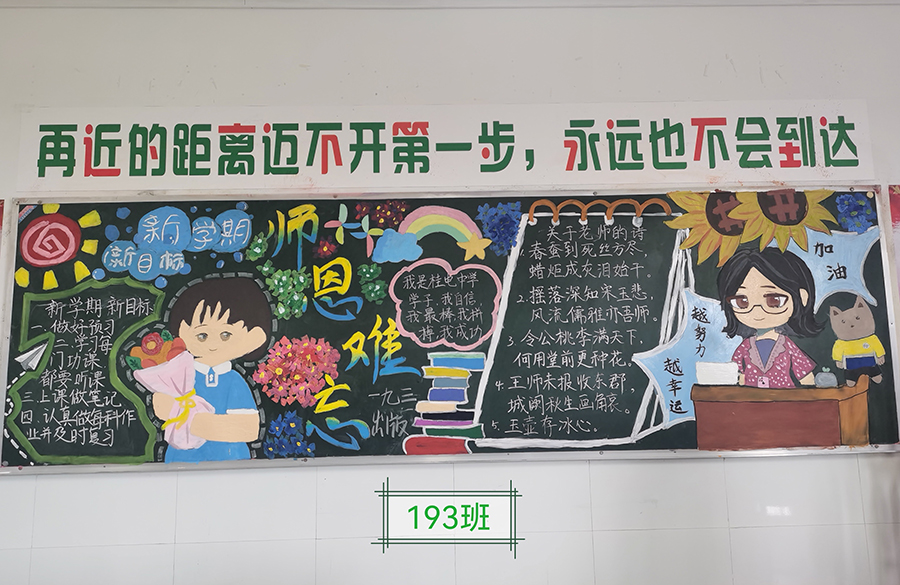 再近的距离迈不开第一步，永远也不会到达
新学期
新目标
新学期 新目标
一.做好预习
二.学习每
门功课
都要听课
三上课做笔记
四.认真做每科作
业并及时复习
师恩难忘
我是桂电中学
学子,我自信,
我最棒,我拼
搏,我成功
一九三
出版
关于老师的诗
1.春蚕到死丝方尽,
蜡炬成灰泪始干。
2.摇落深知宋玉悲,
风流儒雅亦吾师。
3.令公桃李满天下,
何用堂前更种花。
4.王师未报收东郡,
城阙秋生画角哀。
5.玉壶存冰心。
越努力
越幸运
加油
193班